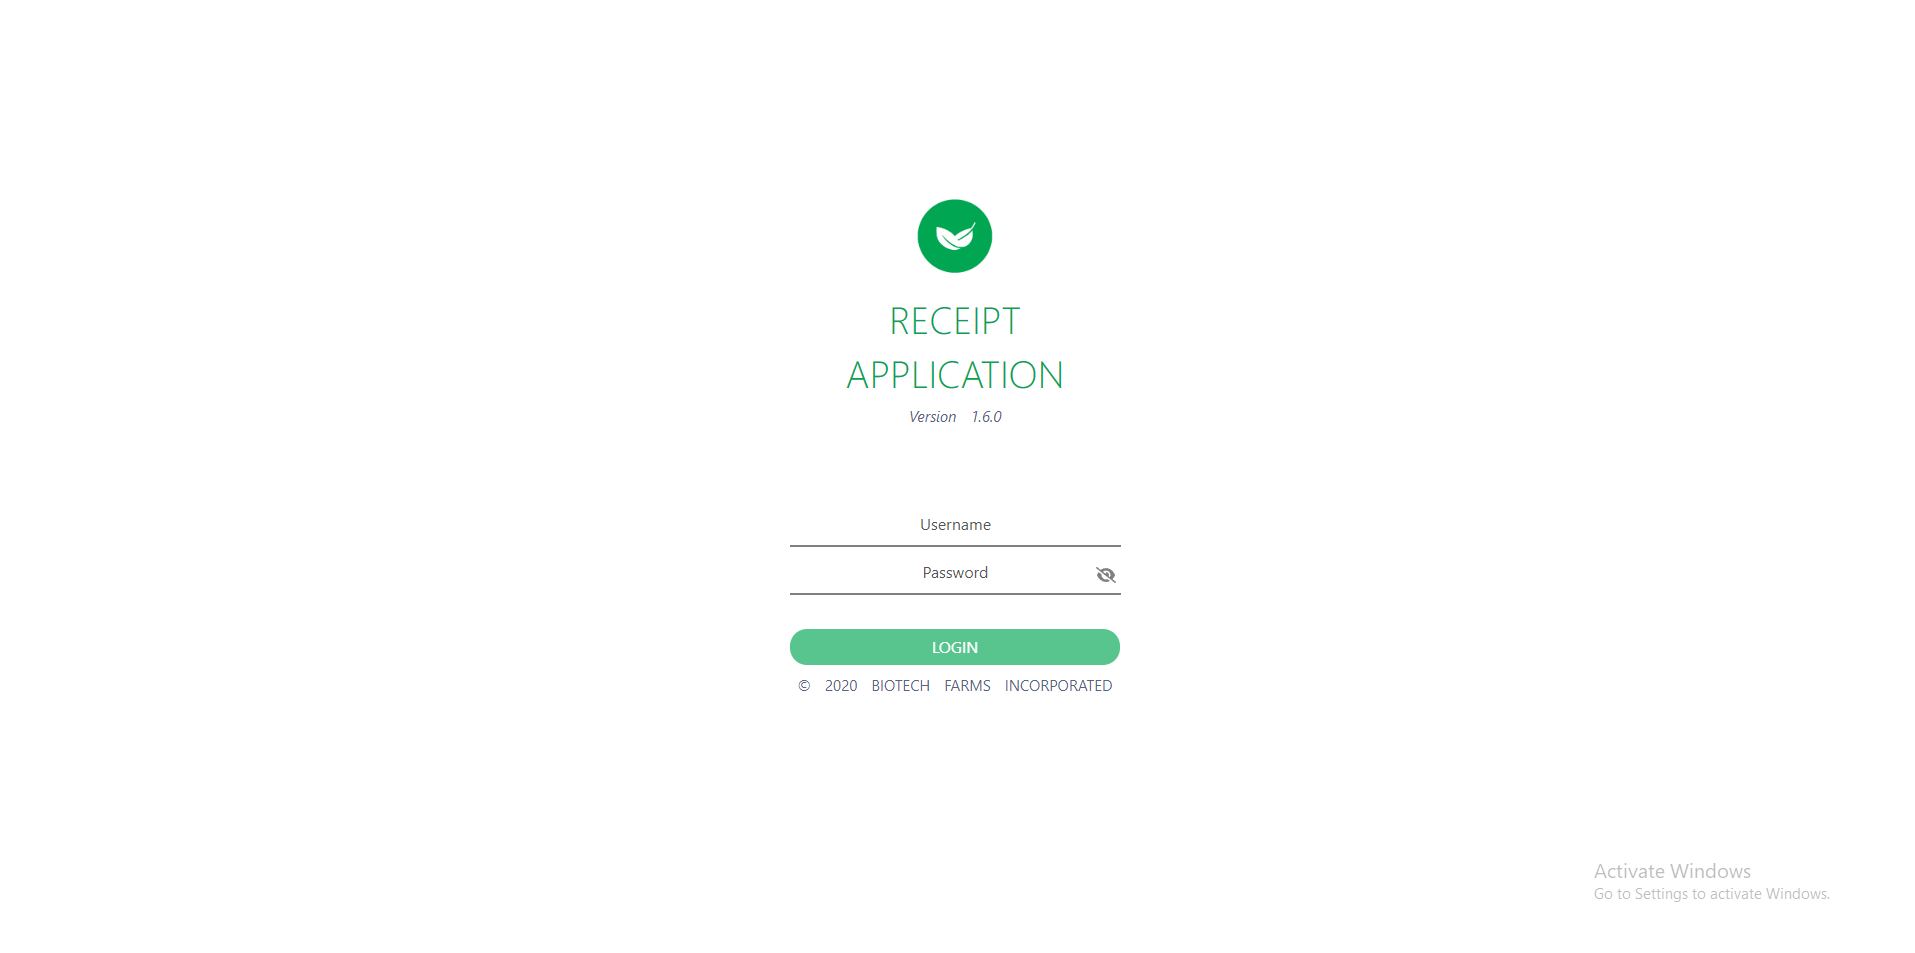 RECEIPT
APPLICATION
Version 1.6.0
Username
Password
LOGIN
© 2020 BIOTECH FARMS INCORPORATED
Activate Windows
Go to Settings to activate Windows.